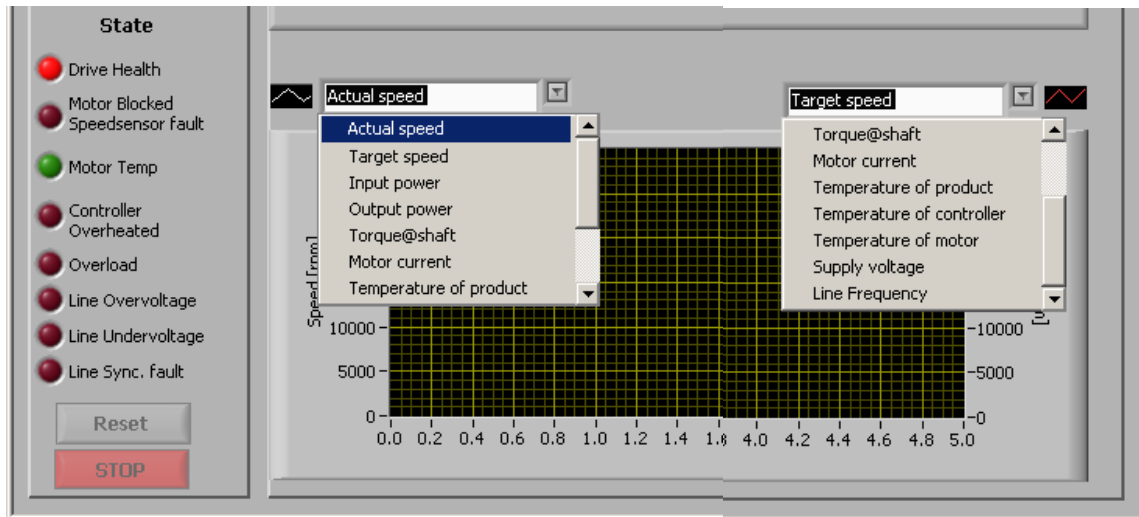 State
Drive Health
Motor Blocked
Speedsensor fault
Motor Temp
Controller
Overheated
Overload
Line Overvoltage
Line Undervoltage
Line Sync. fault
Reset
STOP
Actual speed
Actual speed
Target speed
Input power
Output power
Torque@shaft
Motor current
Temperature of product
Target speed
Torque@shaft
Motor current
Temperature of product
Temperature of controller
Temperature of motor
Supply voltage
Line Frequency
Speed [rpm]
10000
5000
0
10000
5000
0
0.0 0.2 0.4 0.6 0.8 1.0 1.2 1.4 4.0 4.2 4.4 4.6 4.8 5.0